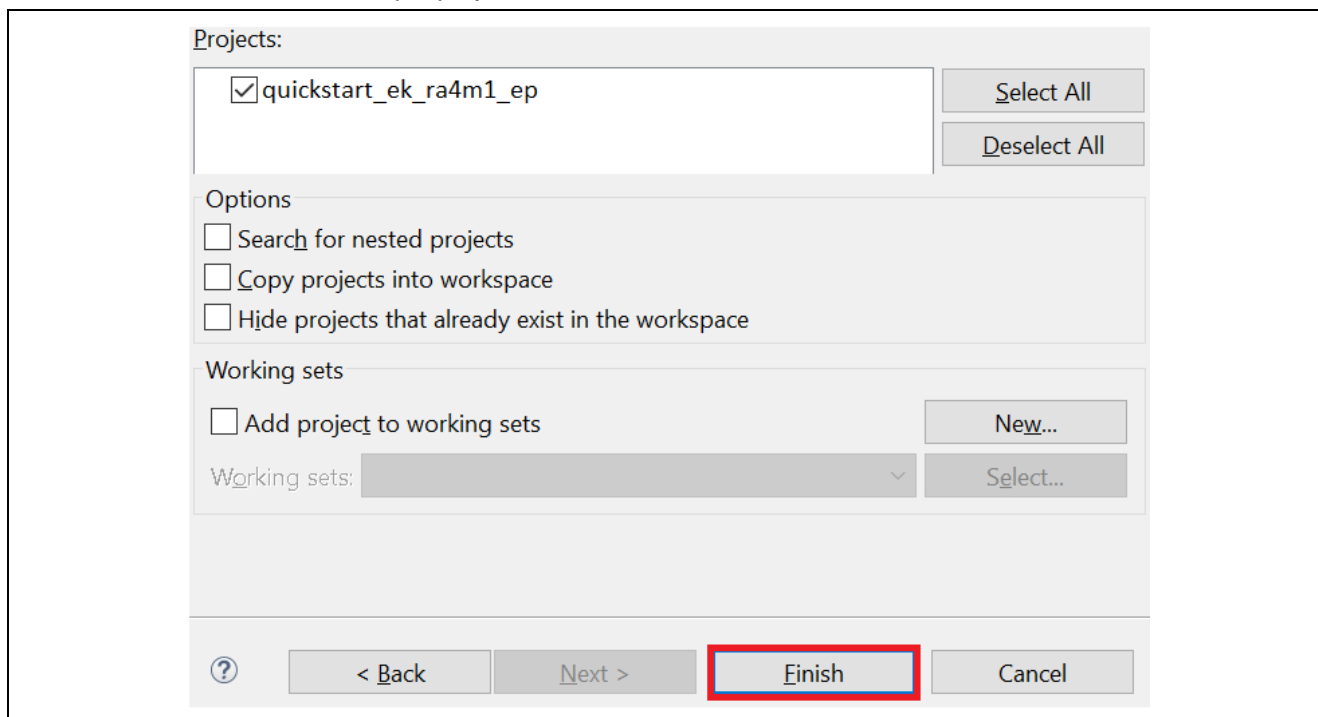 Projects:
quickstart_ek_ra4m1_ep
Select All
Deselect All
Options
Search for nested projects
Copy projects into workspace
Hide projects that already exist in the workspace
Working sets
Add project to working sets
New...
Working sets:
Select...
?
< Back
Next >
Finish
Cancel